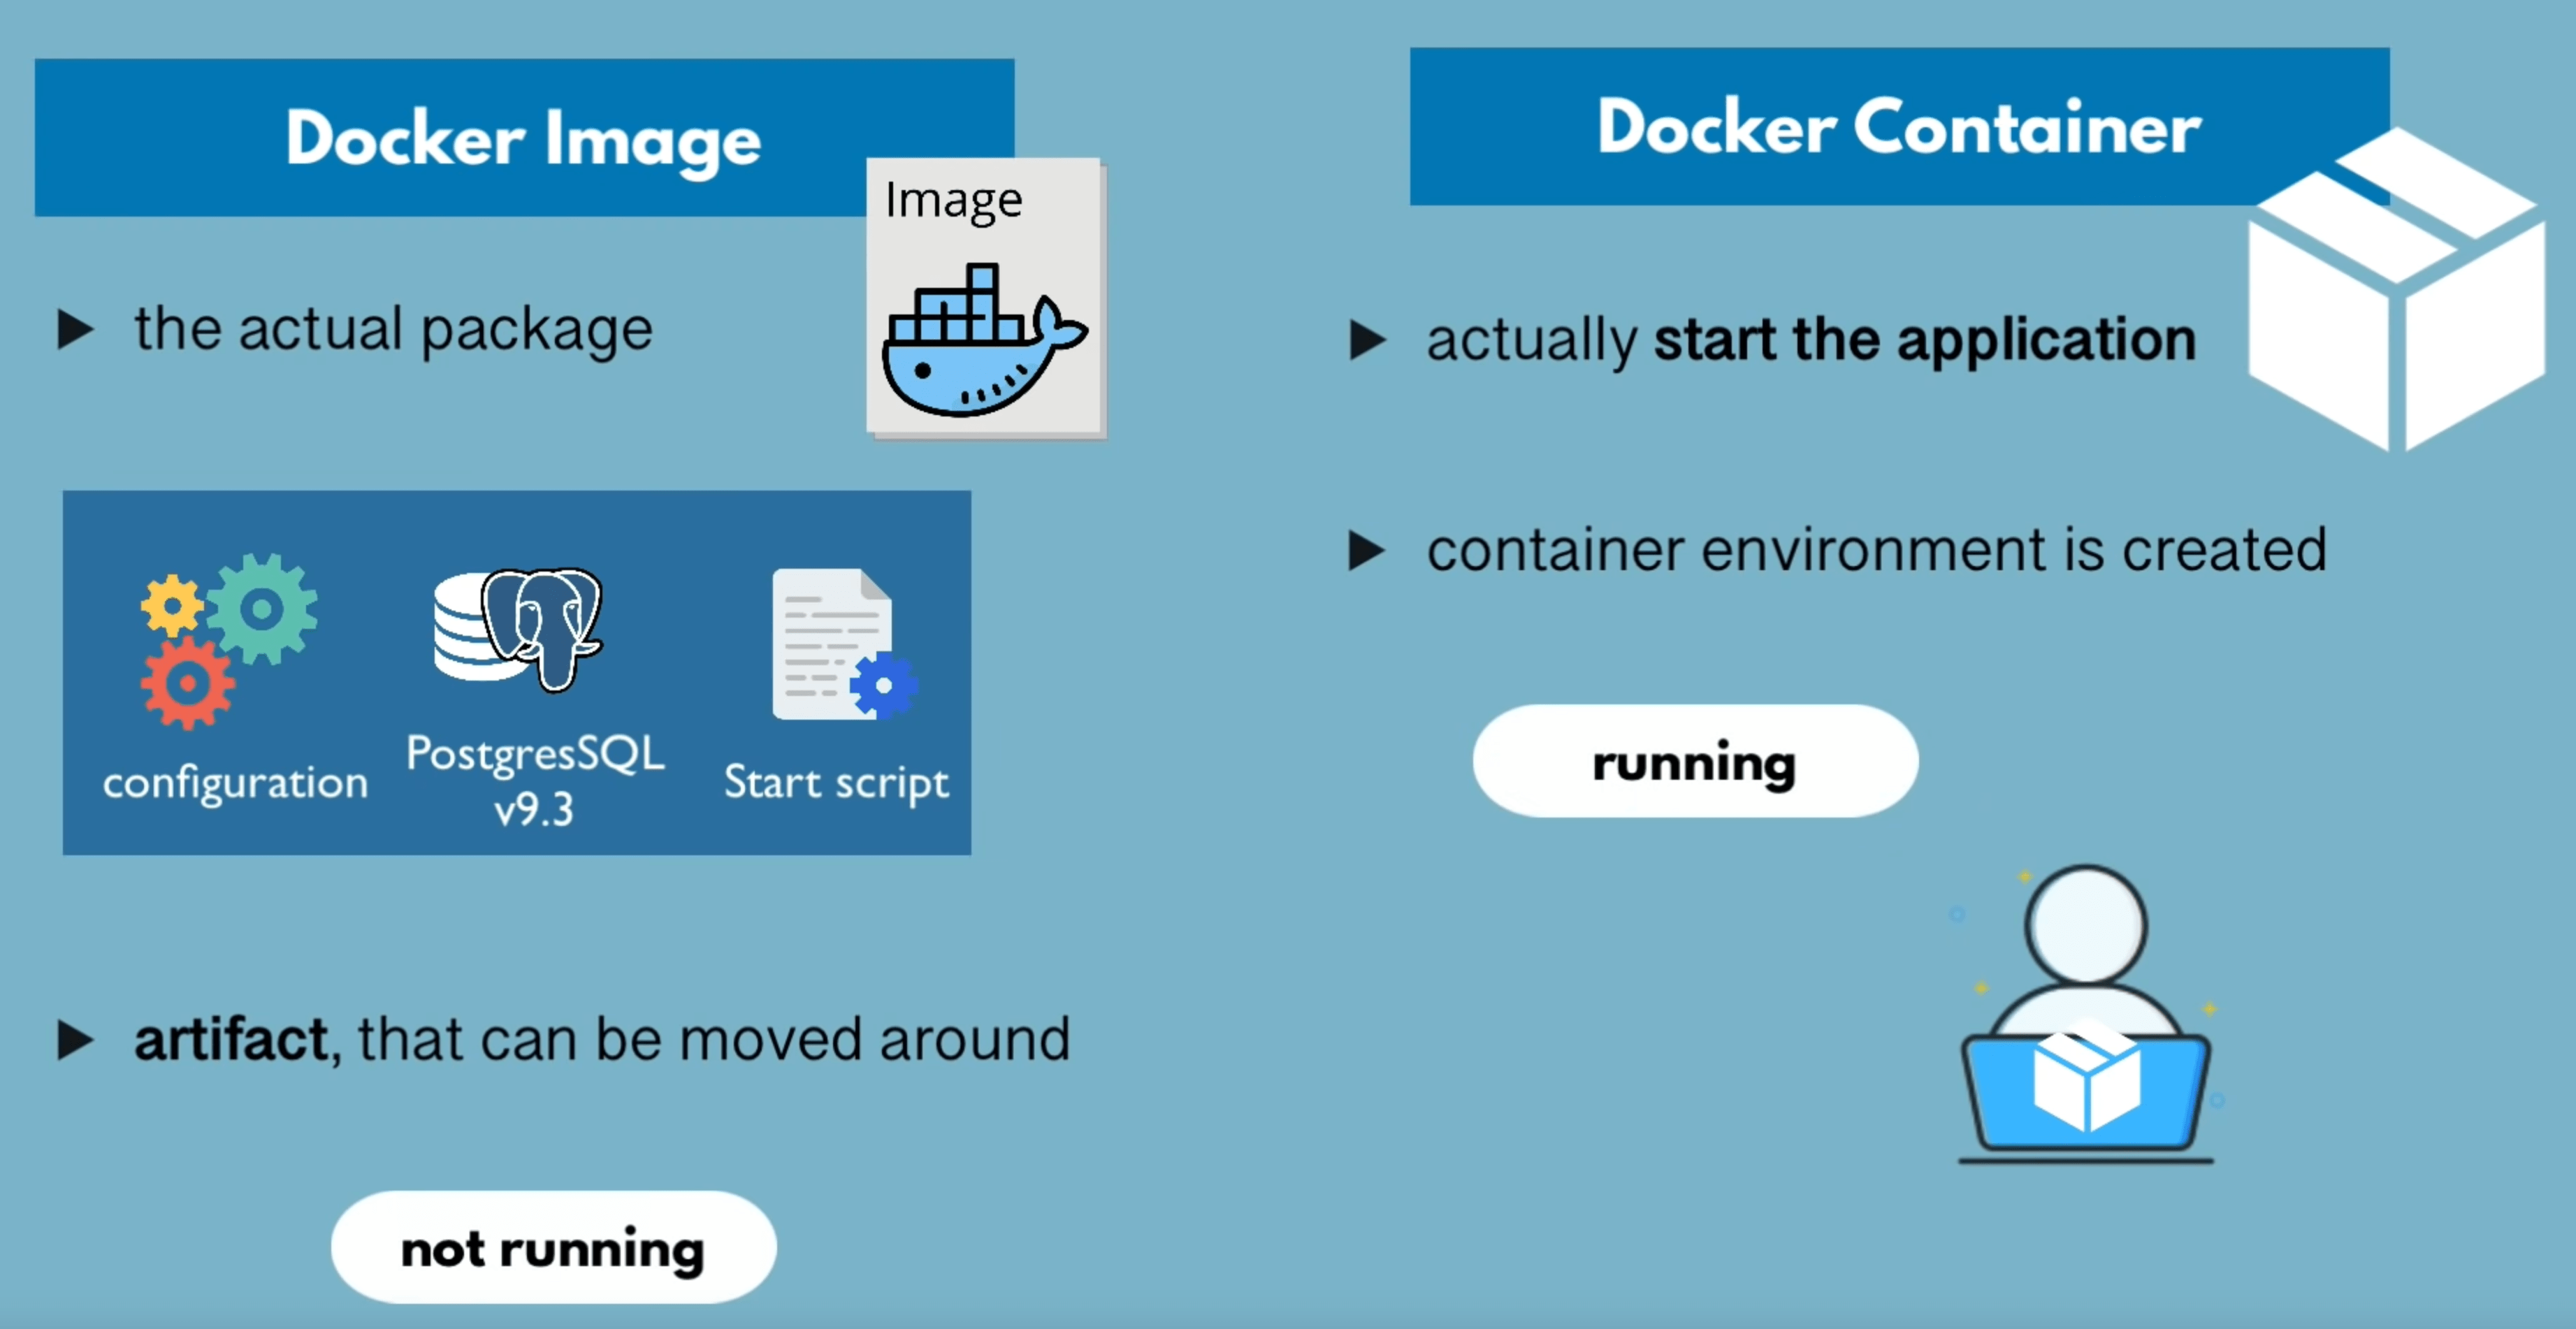 Docker Image
Image
the actual package
configuration
PostgresSQL
v9.3
Start script
artifact, that can be moved around
not running
Docker Container
actually start the application
container environment is created
running